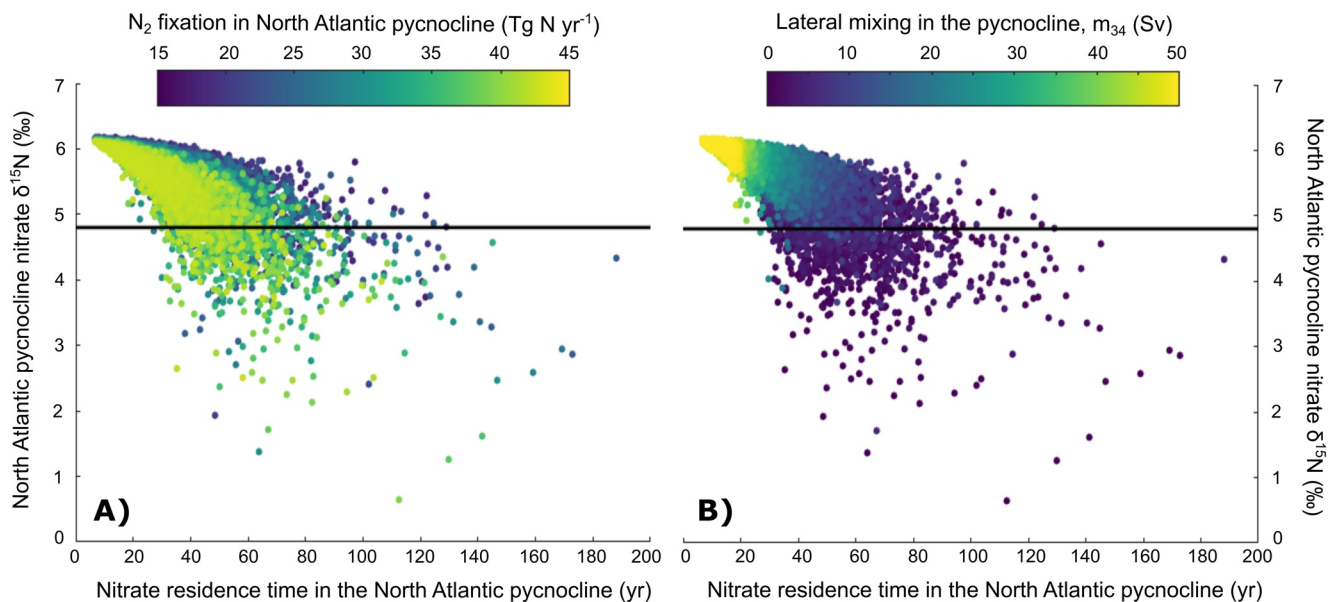 N₂ fixation in North Atlantic pycnocline (Tg N yr⁻¹)
15 20 25 30 35 40 45
North Atlantic pycnocline nitrate δ¹⁵N (‰)
7
6
5
4
3
2
1
0
A)
0 20 40 60 80 100 120 140 160 180 200
Nitrate residence time in the North Atlantic pycnocline (yr)
Lateral mixing in the pycnocline, m₃₄ (Sv)
0 10 20 30 40 50
B)
0 20 40 60 80 100 120 140 160 180 200
Nitrate residence time in the North Atlantic pycnocline (yr)
7
6
5
4
3
2
1
0
North Atlantic pycnocline nitrate δ¹⁵N (‰)